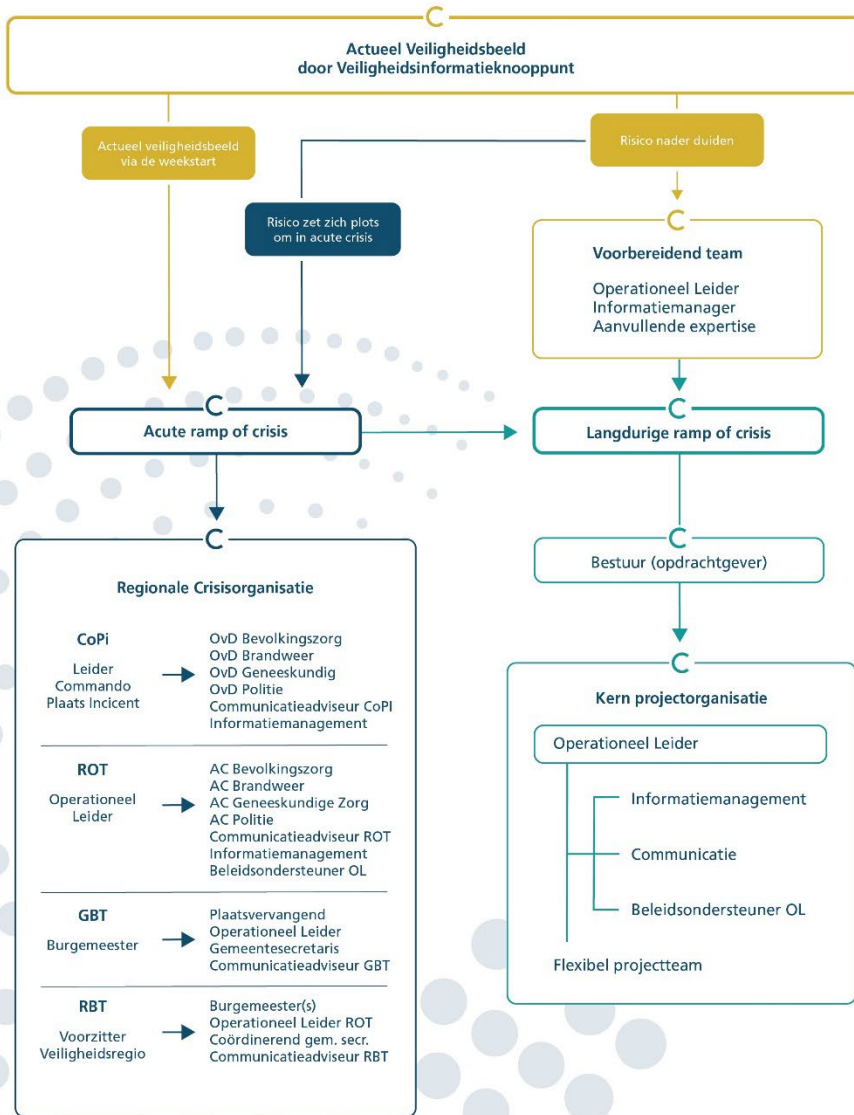 Actueel Veiligheidsbeeld
door Veiligheidsinformatieknooppunt
Actueel veiligheidsbeeld
via de weekstart
Risico nader duiden
Risico zet zich plots
om in acute crisis
Voorbereidend team
Operationeel Leider
Informatiemanager
Aanvullende expertise
Acute ramp of crisis
Langdurige ramp of crisis
Regionale Crisisorganisatie
CoPi
Leider
Commando
Plaats Incicent
OvD Bevolkingszorg
OvD Brandweer
OvD Geneeskundig
OvD Politie
Communicatieadviseur CoPI
Informatiemanagement
ROT
Operationeel
Leider
AC Bevolkingszorg
AC Brandweer
AC Geneeskundige Zorg
AC Politie
Communicatieadviseur ROT
Informatiemanagement
Beleidsondersteuner OL
GBT
Burgemeester
Plaatsvervangend
Operationeel Leider
Gemeentesecretaris
Communicatieadviseur GBT
RBT
Voorzitter
Veiligheidsregio
Burgemeester(s)
Operationeel Leider ROT
Coördinerend gem. secr.
Communicatieadviseur RBT
Bestuur (opdrachtgever)
Kern projectorganisatie
Operationeel Leider
Informatiemanagement
Communicatie
Beleidsondersteuner OL
Flexibel projectteam